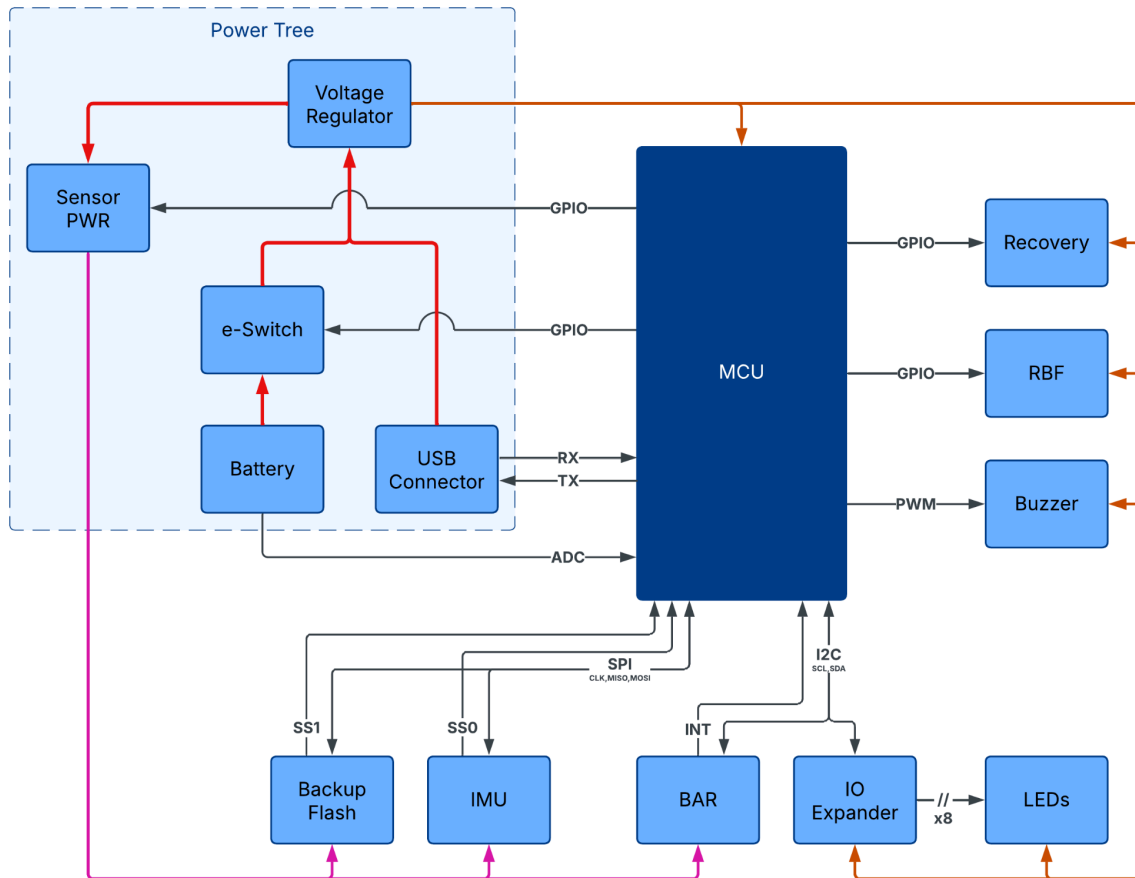 Power Tree
Voltage
Regulator
Sensor
PWR
GPIO
GPIO
Recovery
e-Switch
GPIO
MCU
GPIO
RBF
Battery
USB
Connector
RX
TX
PWM
Buzzer
ADC
SPI
CLK,MISO,MOSI
I2C
SCL,SDA
SS1
SS0
INT
Backup
Flash
IMU
BAR
IO
Expander
//
x8
LEDs